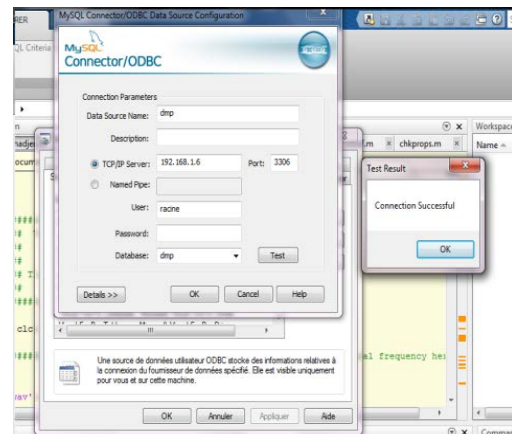 MySQL Connector/ODBC Data Source Configuration
RER
QL Criteria
MySQL
Connector/ODBC
Connection Parameters
Data Source Name: dmp
Description:
TCP/IP Server: 192.168.1.6 Port: 3306
Named Pipe:
User: racine
Password:
Database: dmp Test
Details >> OK Cancel Help
Test Result
Connection Successful
OK
f.m x chkprops.m x
Workspace
Name
Une source de données utilisateur ODBC stocke des informations relatives à
la connexion du fournisseur de données spécifié. Elle est visible uniquement
pour vous et sur cette machine.
al frequency her
OK Annuler Appliquer Aide